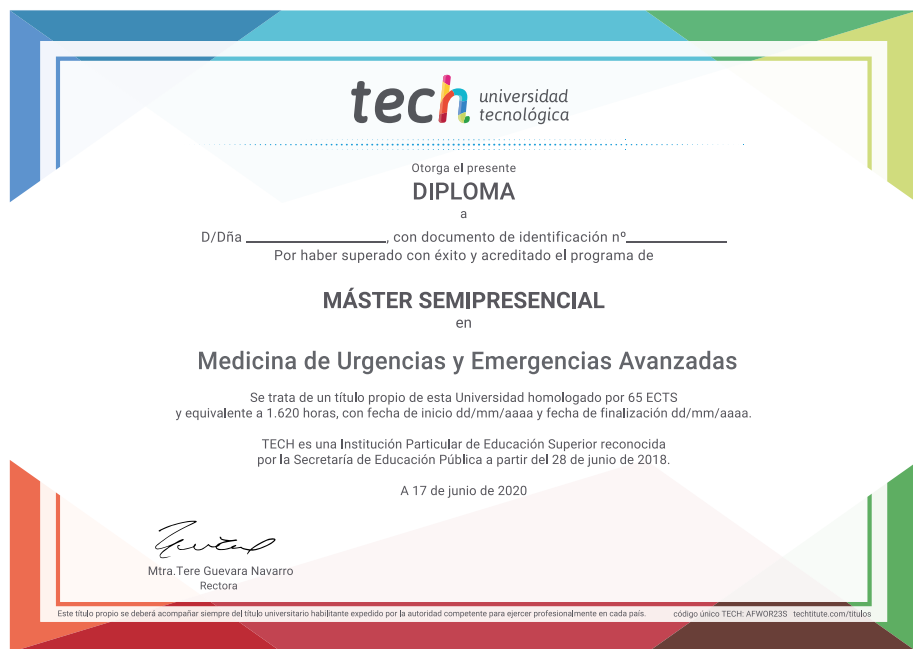 tech universidad
tecnológica
Otorga el presente
DIPLOMA
a
D/Dña ________________, con documento de identificación nº____________
Por haber superado con éxito y acreditado el programa de
MÁSTER SEMIPRESENCIAL
en
Medicina de Urgencias y Emergencias Avanzadas
Se trata de un título propio de esta Universidad homologado por 65 ECTS
y equivalente a 1.620 horas, con fecha de inicio dd/mm/aaaa y fecha de finalización dd/mm/aaaa.
TECH es una Institución Particular de Educación Superior reconocida
por la Secretaría de Educación Pública a partir del 28 de junio de 2018.
A 17 de junio de 2020
Mtra.Tere Guevara Navarro
Rectora
Este título propio se deberá acompañar siempre del título universitario habilitante expedido por la autoridad competente para ejercer profesionalmente en cada país. código único TECH: AFWOR23S techtitute.com/titulos